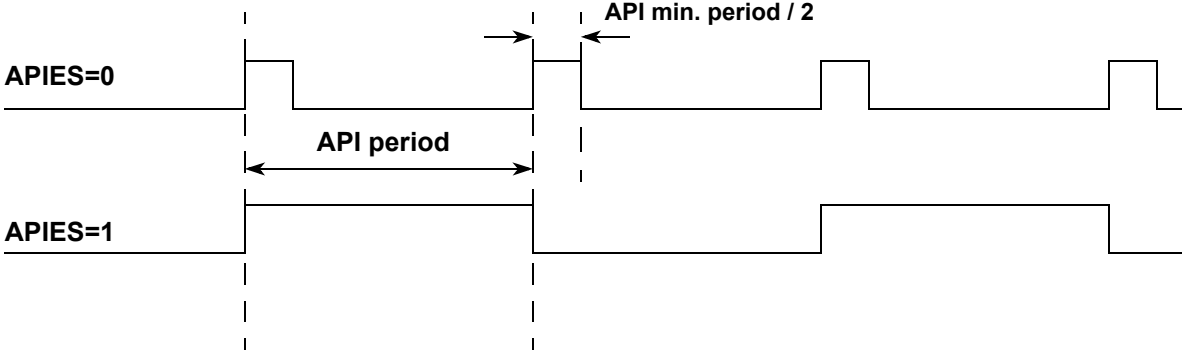 API min. period / 2
APIES=0
API period
APIES=1